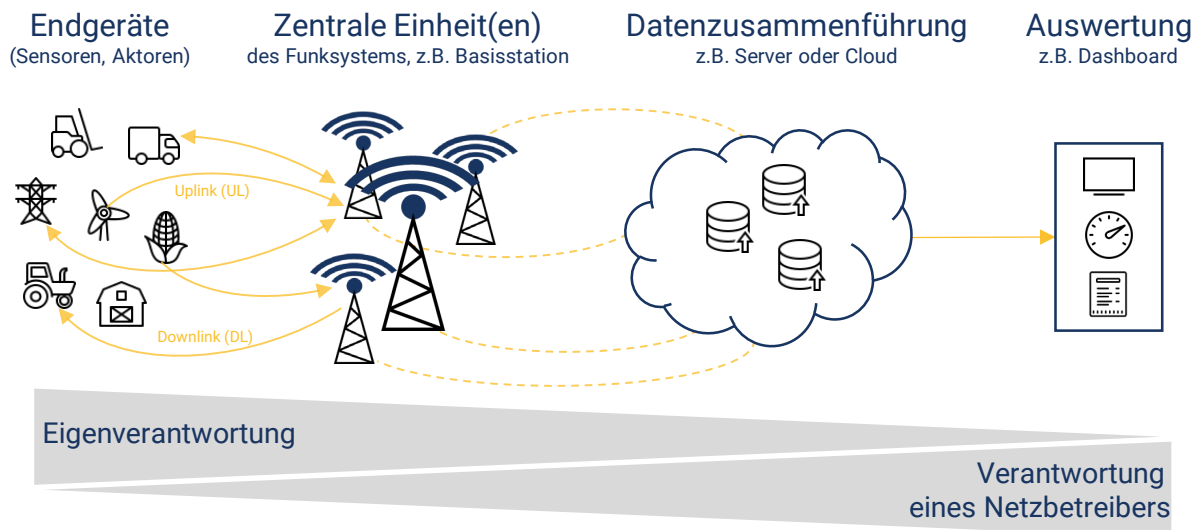 Endgeräte
(Sensoren, Aktoren)
Zentrale Einheit(en)
des Funksystems, z.B. Basisstation
Datenzusammenführung
z.B. Server oder Cloud
Auswertung
z.B. Dashboard
Uplink (UL)
Downlink (DL)
Eigenverantwortung
Verantwortung
eines Netzbetreibers